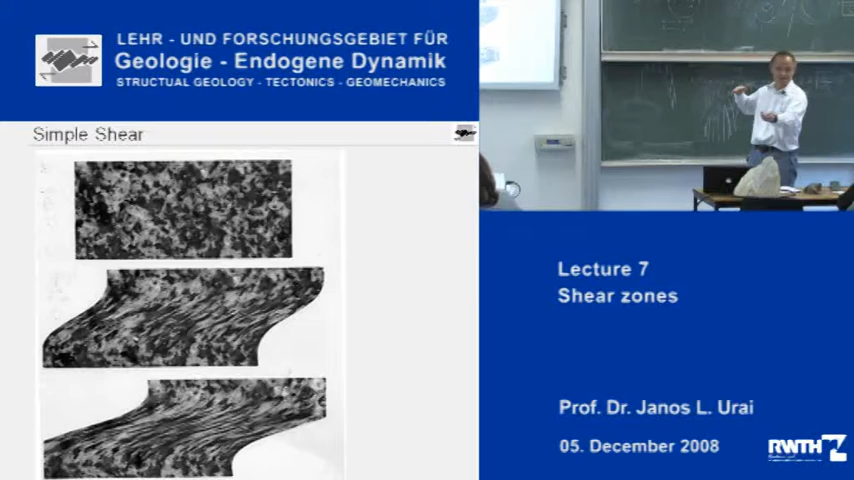 LEHR - UND FORSCHUNGSGEBIET FÜR
Geologie - Endogene Dynamik
STRUCTUAL GEOLOGY - TECTONICS - GEOMECHANICS
Simple Shear
Lecture 7
Shear zones
Prof. Dr. Janos L. Urai
05. December 2008
RWTH